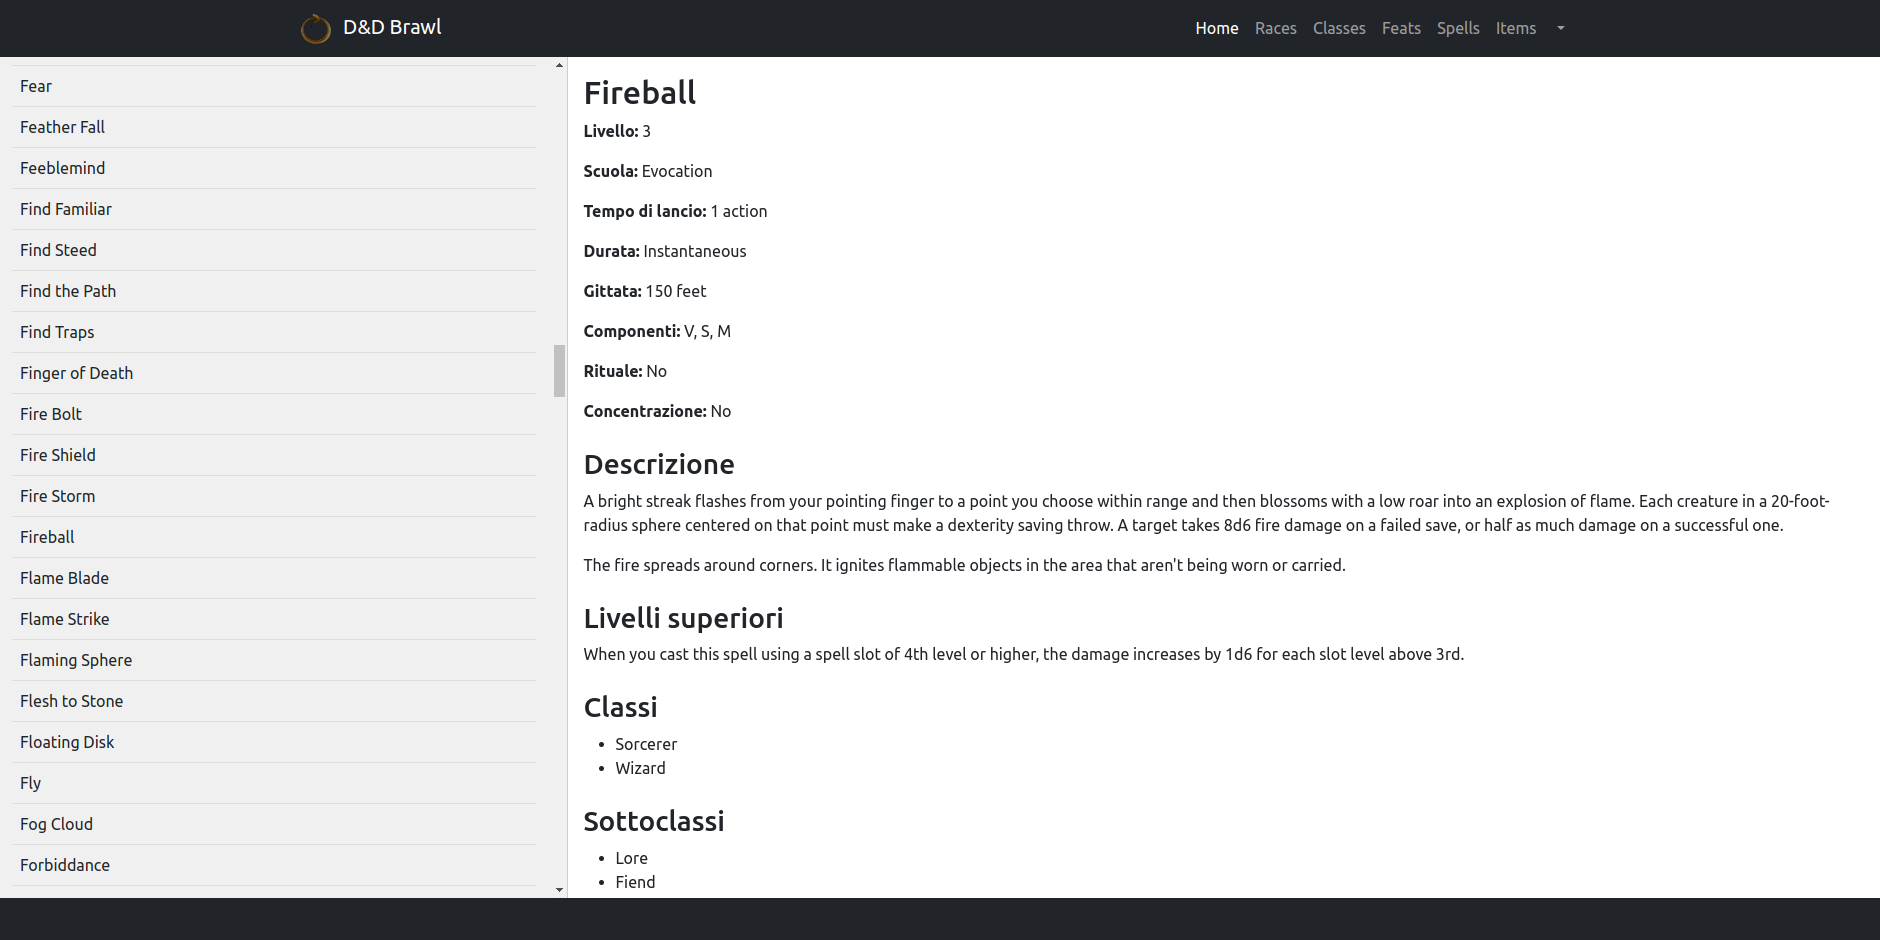 D&D Brawl
Home Races Classes Feats Spells Items
Fear
Feather Fall
Feeblemind
Find Familiar
Find Steed
Find the Path
Find Traps
Finger of Death
Fire Bolt
Fire Shield
Fire Storm
Fireball
Flame Blade
Flame Strike
Flaming Sphere
Flesh to Stone
Floating Disk
Fly
Fog Cloud
Forbiddance
Fireball
Livello: 3
Scuola: Evocation
Tempo di lancio: 1 action
Durata: Instantaneous
Gittata: 150 feet
Componenti: V, S, M
Rituale: No
Concentrazione: No
Descrizione
A bright streak flashes from your pointing finger to a point you choose within range and then blossoms with a low roar into an explosion of flame. Each creature in a 20-foot-
radius sphere centered on that point must make a dexterity saving throw. A target takes 8d6 fire damage on a failed save, or half as much damage on a successful one.
The fire spreads around corners. It ignites flammable objects in the area that aren't being worn or carried.
Livelli superiori
When you cast this spell using a spell slot of 4th level or higher, the damage increases by 1d6 for each slot level above 3rd.
Classi
• Sorcerer
• Wizard
Sottoclassi
• Lore
• Fiend